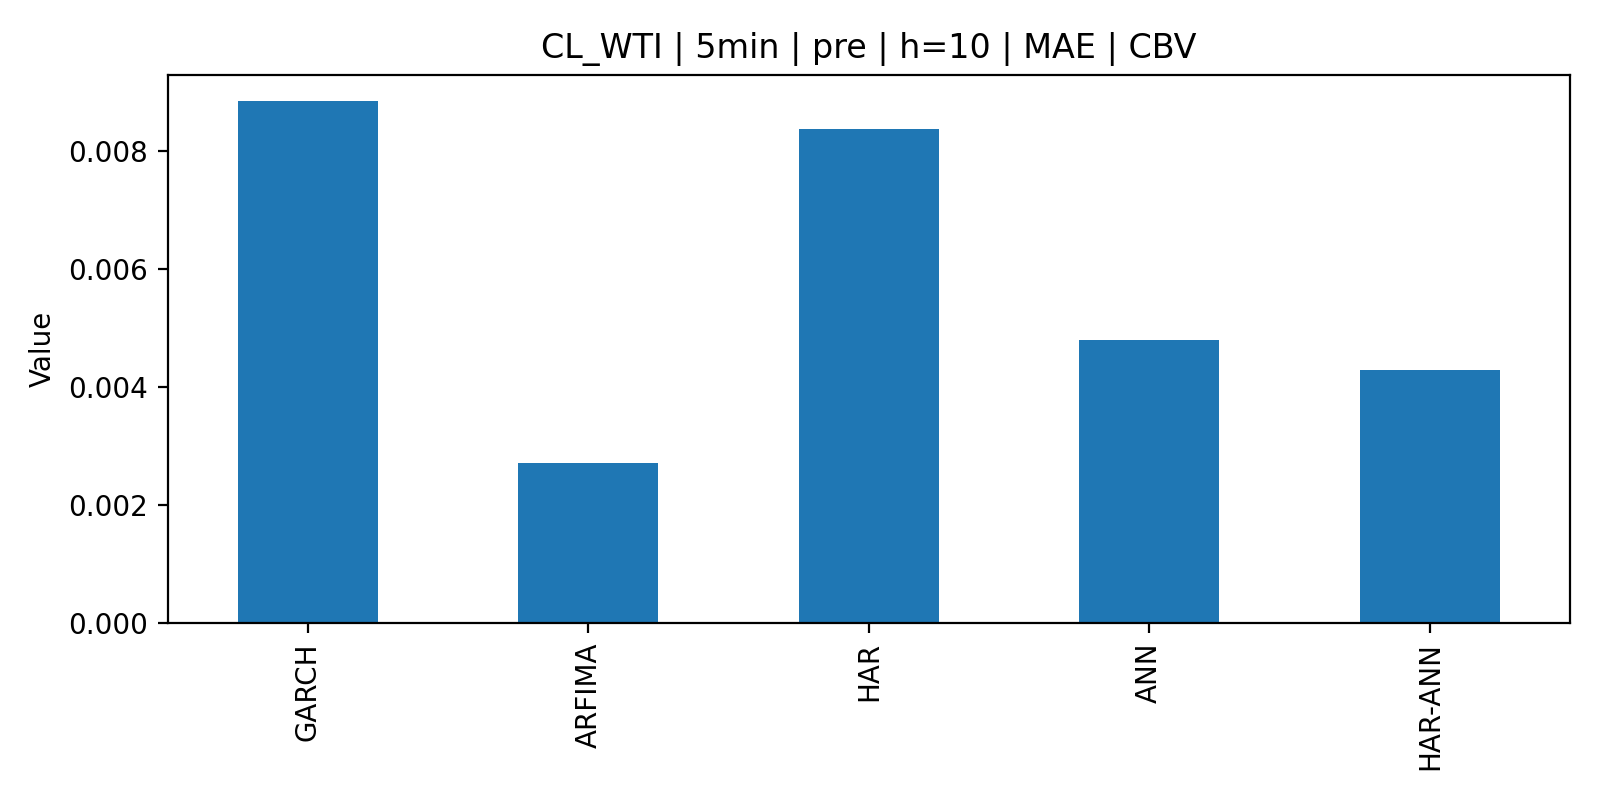 CL_WTI | 5min | pre | h=10 | MAE | CBV
Value
0.008
0.006
0.004
0.002
0.000
GARCH
ARFIMA
HAR
ANN
HAR-ANN